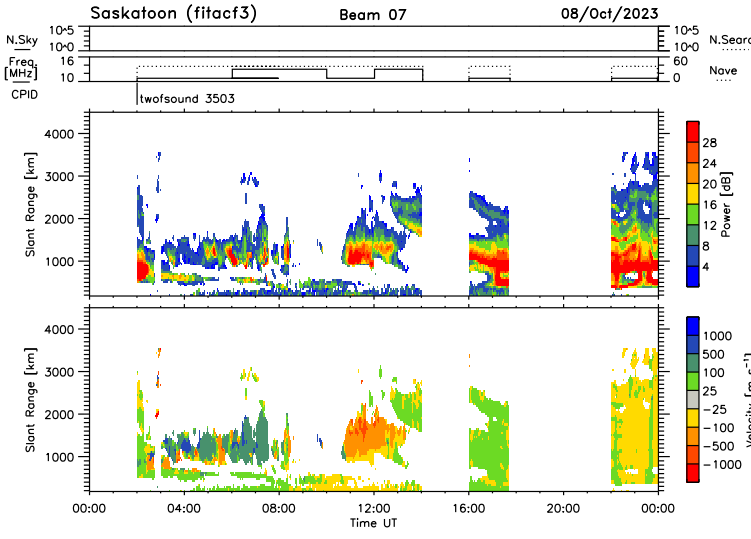 Saskatoon (fitacf3) Beam 07 08/Oct/2023
10^5
10^0
N.Sky
10^5
10^0
N.Searc
Freq.
[MHz]
16
10
60
0
Nave
CPID
twofsound 3503
Slant Range [km]
4000
3000
2000
1000
28
24
20
16
12
8
4
Power [dB]
Slant Range [km]
4000
3000
2000
1000
1000
500
100
25
-25
-100
-500
-1000
Velocity [m s^-1]
00:00 04:00 08:00 12:00 16:00 20:00 00:00
Time UT